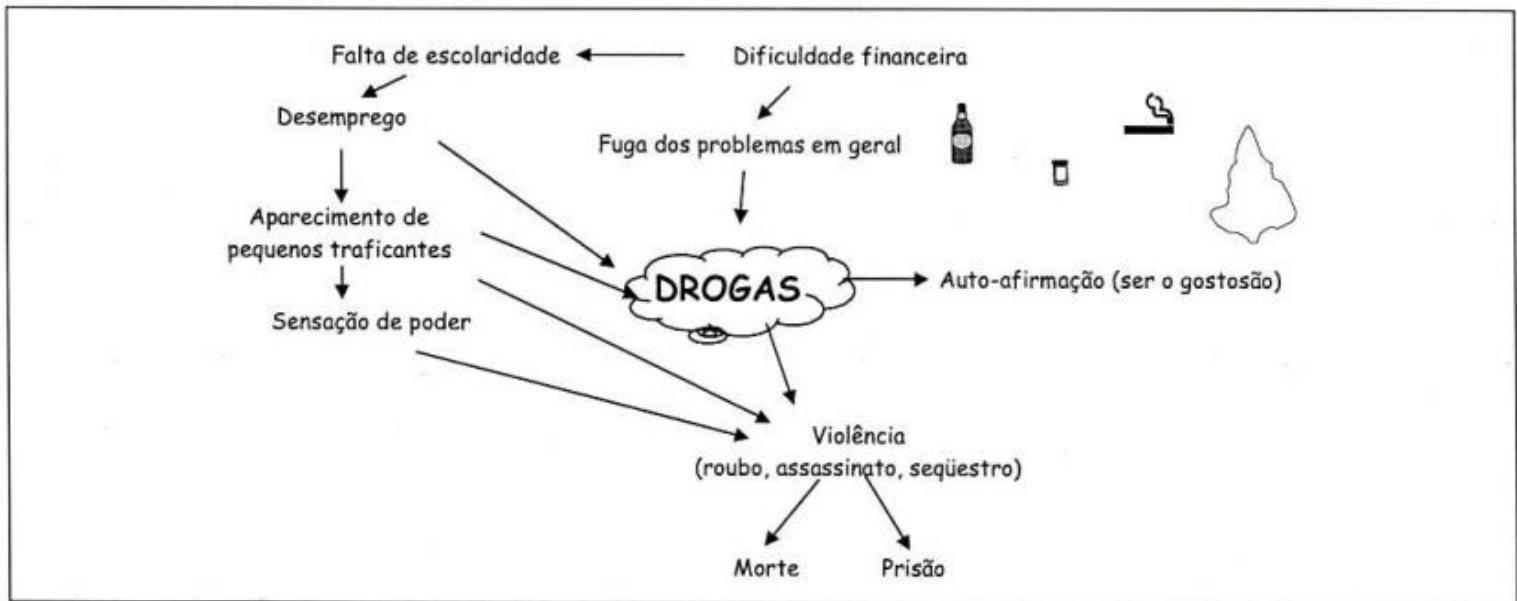 Falta de escolaridade
Dificuldade financeira
Desemprego
Fuga dos problemas em geral
Aparecimento de
pequenos traficantes
DROGAS
Auto-afirmação (ser o gostosão)
Sensação de poder
Violência
(roubo, assassinato, seqüestro)
Morte
Prisão